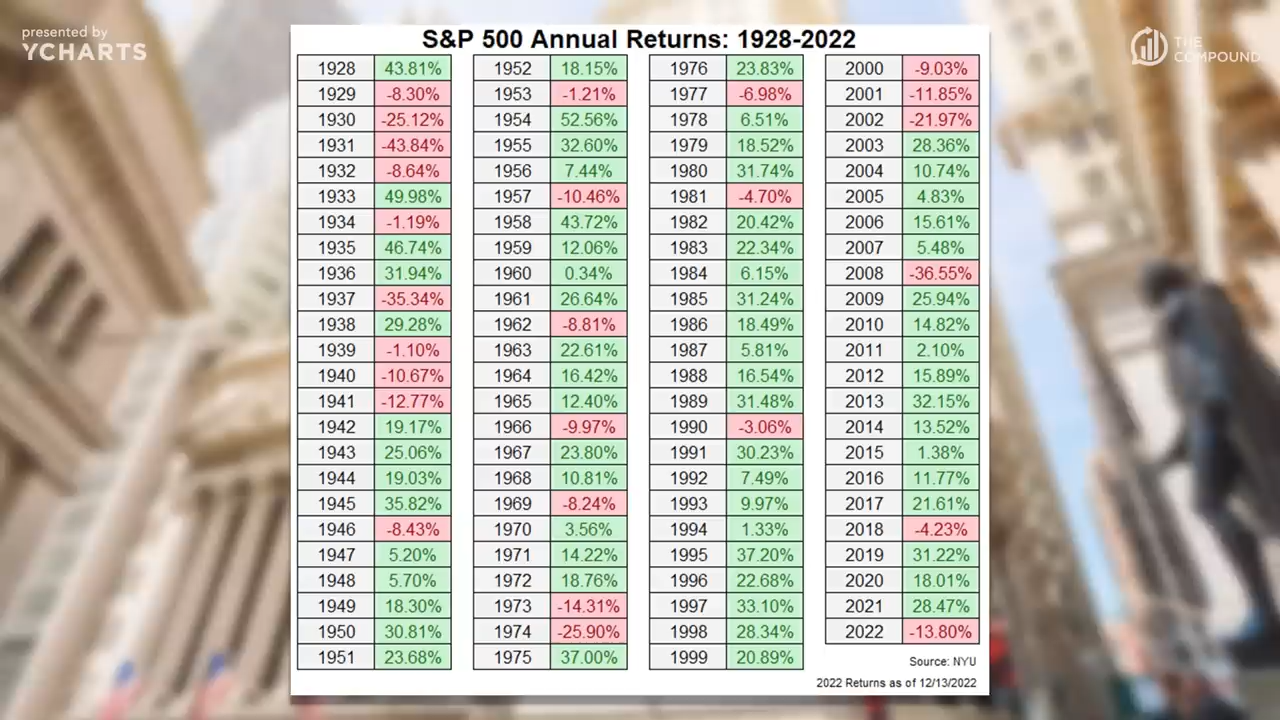 presented by
YCHARTS
THE
COMPOUND
S&P 500 Annual Returns: 1928-2022
1928 43.81% 1952 18.15% 1976 23.83% 2000 -9.03%
1929 -8.30% 1953 -1.21% 1977 -6.98% 2001 -11.85%
1930 -25.12% 1954 52.56% 1978 6.51% 2002 -21.97%
1931 -43.84% 1955 32.60% 1979 18.52% 2003 28.36%
1932 -8.64% 1956 7.44% 1980 31.74% 2004 10.74%
1933 49.98% 1957 -10.46% 1981 -4.70% 2005 4.83%
1934 -1.19% 1958 43.72% 1982 20.42% 2006 15.61%
1935 46.74% 1959 12.06% 1983 22.34% 2007 5.48%
1936 31.94% 1960 0.34% 1984 6.15% 2008 -36.55%
1937 -35.34% 1961 26.64% 1985 31.24% 2009 25.94%
1938 29.28% 1962 -8.81% 1986 18.49% 2010 14.82%
1939 -1.10% 1963 22.61% 1987 5.81% 2011 2.10%
1940 -10.67% 1964 16.42% 1988 16.54% 2012 15.89%
1941 -12.77% 1965 12.40% 1989 31.48% 2013 32.15%
1942 19.17% 1966 -9.97% 1990 -3.06% 2014 13.52%
1943 25.06% 1967 23.80% 1991 30.23% 2015 1.38%
1944 19.03% 1968 10.81% 1992 7.49% 2016 11.77%
1945 35.82% 1969 -8.24% 1993 9.97% 2017 21.61%
1946 -8.43% 1970 3.56% 1994 1.33% 2018 -4.23%
1947 5.20% 1971 14.22% 1995 37.20% 2019 31.22%
1948 5.70% 1972 18.76% 1996 22.68% 2020 18.01%
1949 18.30% 1973 -14.31% 1997 33.10% 2021 28.47%
1950 30.81% 1974 -25.90% 1998 28.34% 2022 -13.80%
1951 23.68% 1975 37.00% 1999 20.89%
Source: NYU
2022 Returns as of 12/13/2022